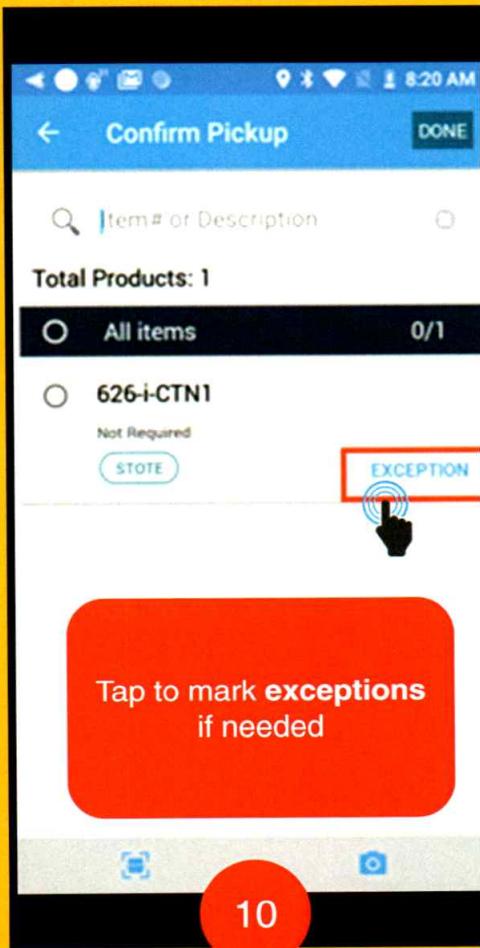 8:20 AM
Confirm Pickup
DONE
Item# or Description
Total Products: 1
All items 0/1
626-i-CTN1
Not Required
STOTE
EXCEPTION
Tap to mark exceptions
if needed
10